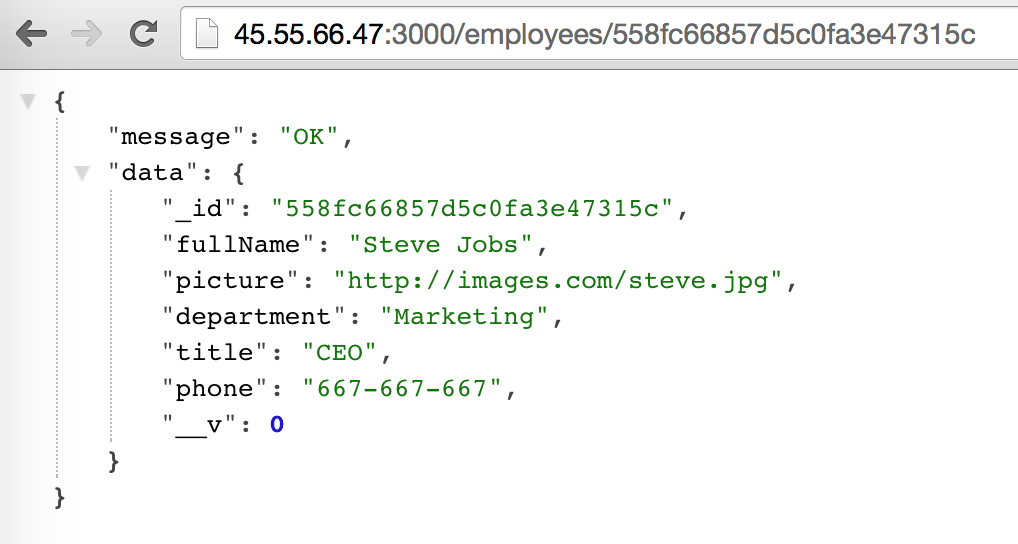 45.55.66.47:3000/employees/558fc66857d5c0fa3e47315c
{
"message": "OK",
"data": {
"_id": "558fc66857d5c0fa3e47315c",
"fullName": "Steve Jobs",
"picture": "http://images.com/steve.jpg",
"department": "Marketing",
"title": "CEO",
"phone": "667-667-667",
"__v": 0
}
}